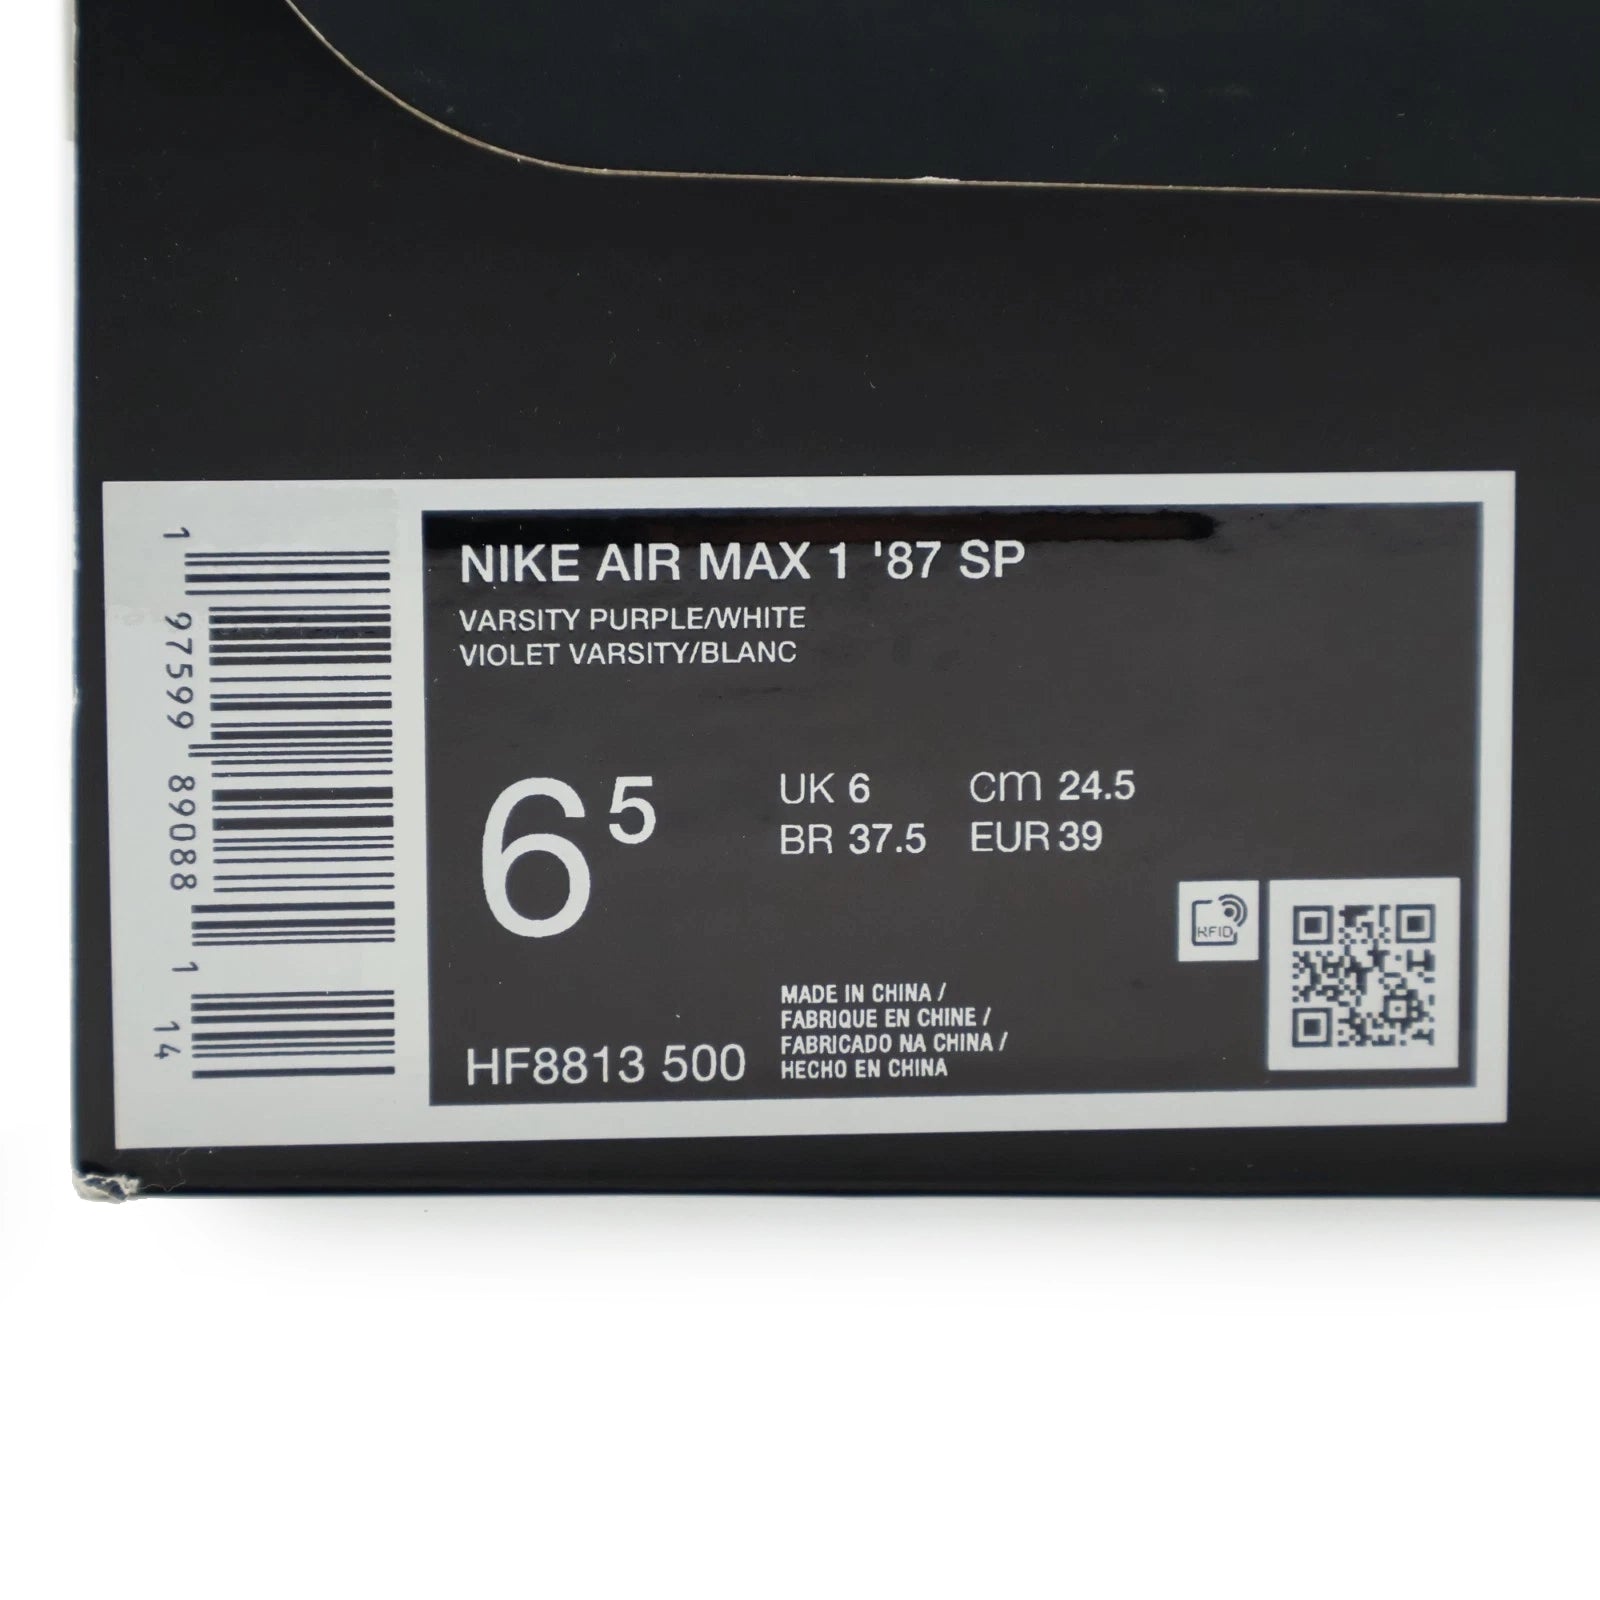 NIKE AIR MAX 1 '87 SP
VARSITY PURPLE/WHITE
VIOLET VARSITY/BLANC
6 5
UK 6 cm 24.5
BR 37.5 EUR 39
RFID
MADE IN CHINA /
FABRIQUE EN CHINE /
FABRICADO NA CHINA /
HECHO EN CHINA
HF8813 500
1 97599 89088 1 14